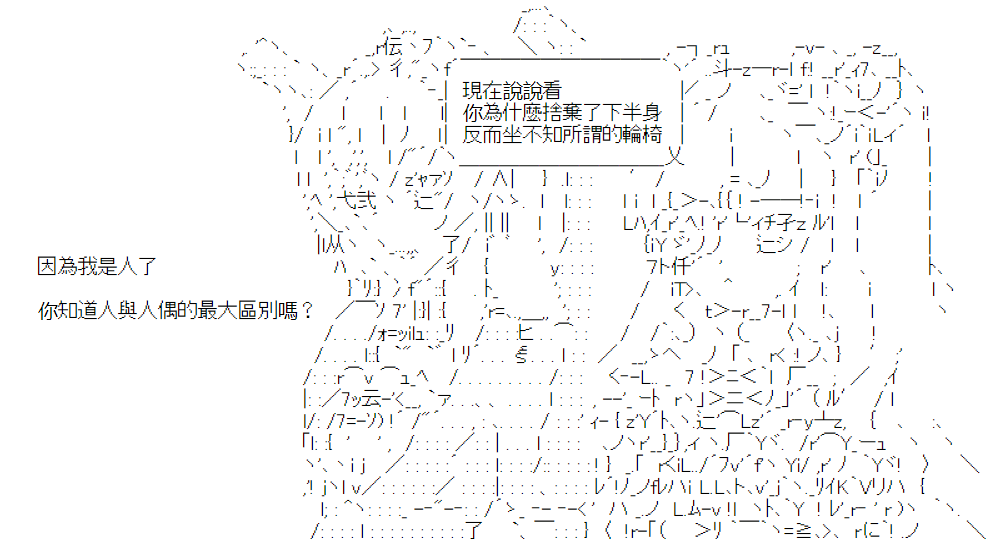 現在說說看
你為什麼捨棄了下半身
反而坐不知所謂的輪椅
因為我是人了
你知道人與人偶的最大區別嗎？